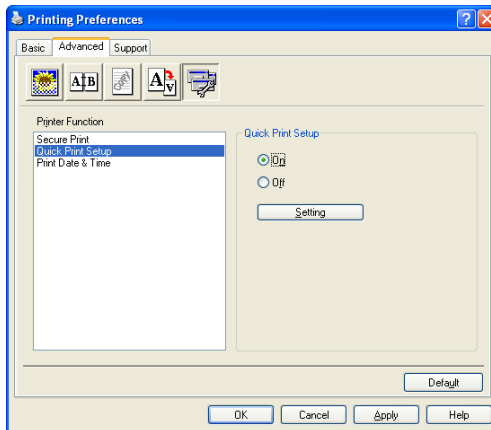 Printing Preferences
Basic Advanced Support
A B A A
Printer Function
Secure Print
Quick Print Setup
Print Date & Time
Quick Print Setup
On
Off
Setting
Default
OK Cancel Apply Help